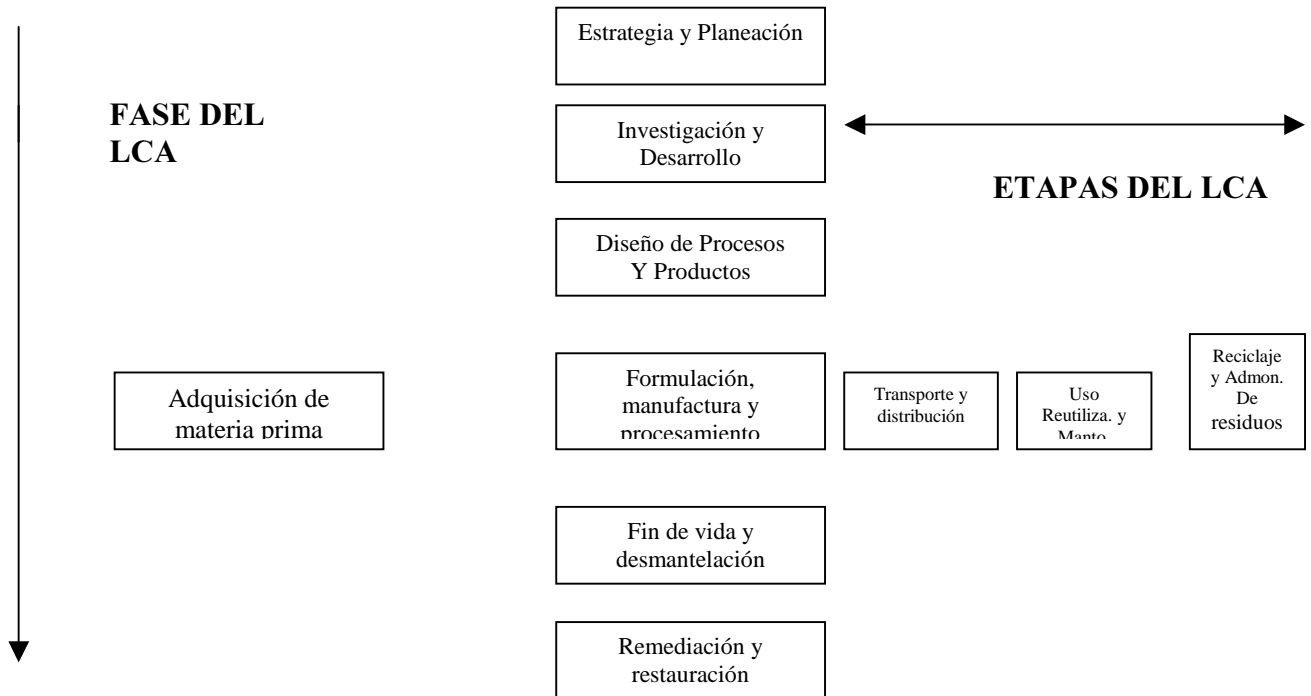 Estrategia y Planeación
FASE DEL
LCA
Investigación y
Desarrollo
ETAPAS DEL LCA
Diseño de Procesos
Y Productos
Adquisición de
materia prima
Formulación,
manufactura y
procesamiento
Transporte y
distribución
Uso
Reutiliza. y
Manto.
Reciclaje
y Admon.
De
residuos
Fin de vida y
desmantelación
Remediación y
restauración